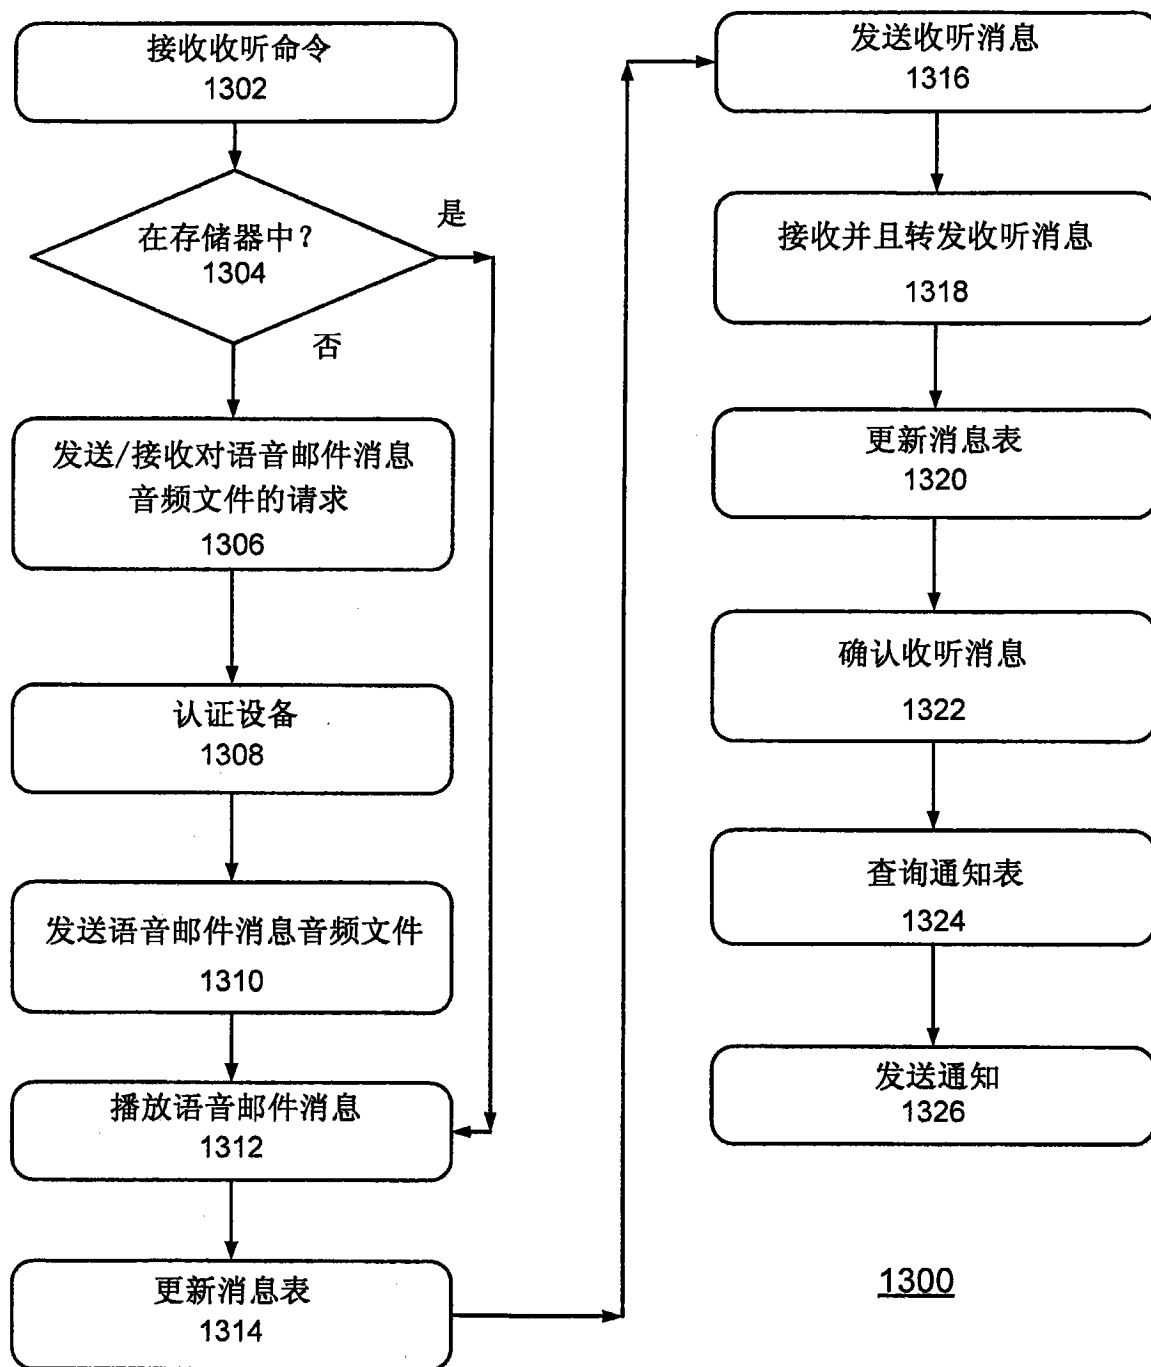 接收收听命令
1302
在存储器中?
1304
是
否
发送/接收对语音邮件消息
音频文件的请求
1306
认证设备
1308
发送语音邮件消息音频文件
1310
播放语音邮件消息
1312
更新消息表
1314
发送收听消息
1316
接收并且转发收听消息
1318
更新消息表
1320
确认收听消息
1322
查询通知表
1324
发送通知
1326
1300